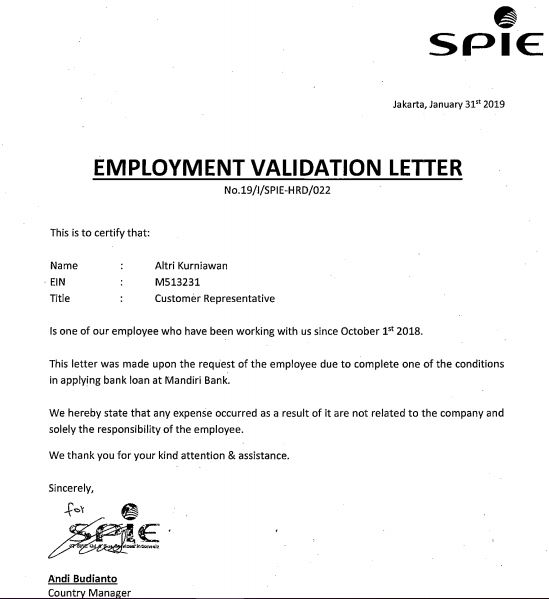 SPIE
Jakarta, January 31st 2019
EMPLOYMENT VALIDATION LETTER
No.19/I/SPIE-HRD/022
This is to certify that:
Name : Altri Kurniawan
EIN : M513231
Title : Customer Representative
Is one of our employee who have been working with us since October 1st 2018.
This letter was made upon the request of the employee due to complete one of the conditions
in applying bank loan at Mandiri Bank.
We hereby state that any expense occurred as a result of it are not related to the company and
solely the responsibility of the employee.
We thank you for your kind attention & assistance.
Sincerely,
for
SPIE
Andi Budianto
Country Manager